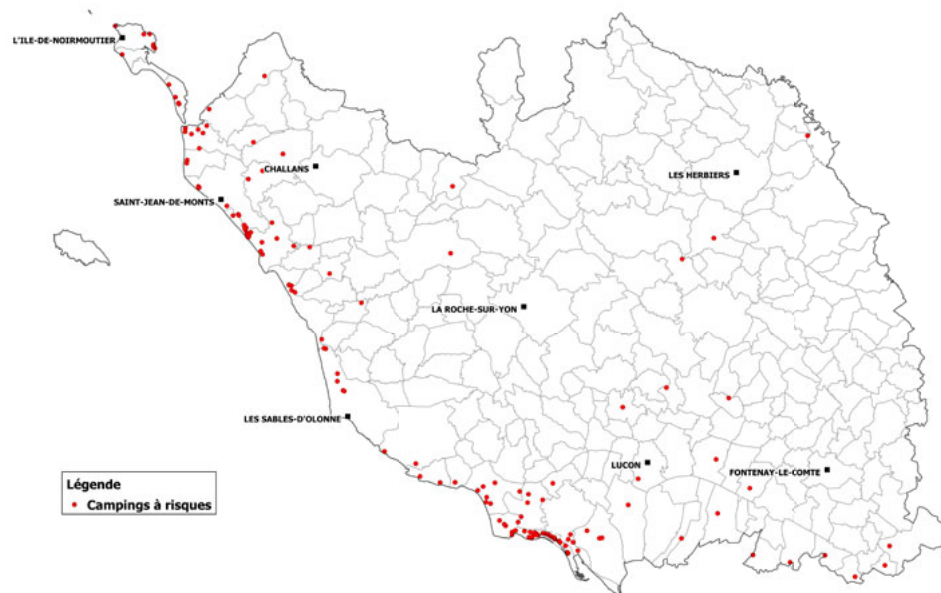 L'ILE-DE-NOIRMOUTIER
CHALLANS
LES HERBIERS
SAINT-JEAN-DE-MONTS
LA ROCHE-SUR-YON
LES SABLES-D'OLONNE
LUCON
FONTENAY-LE-COMTE
Légende
Campings à risques